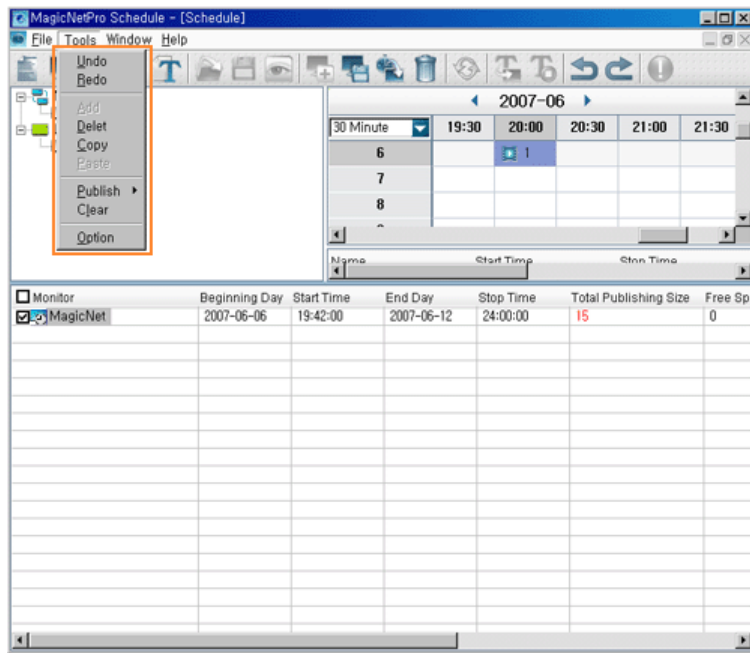 MagicNetPro Schedule - [Schedule]
File Tools Window Help
Undo
Redo
Add
Delet
Copy
Paste
Publish
Clear
Option
2007-06
30 Minute 19:30 20:00 20:30 21:00 21:30
6 1
7
8
Name Start Time Stop Time
Monitor Beginning Day Start Time End Day Stop Time Total Publishing Size Free Sp
MagicNet 2007-06-06 19:42:00 2007-06-12 24:00:00 15 0